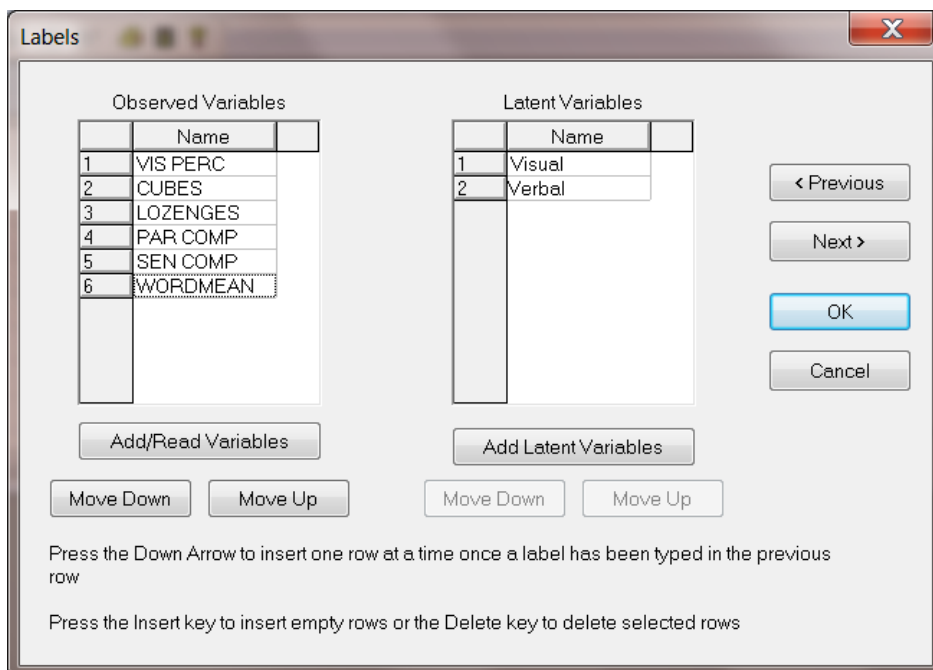 Labels
X
Observed Variables
Latent Variables
Name
1 VIS PERC
2 CUBES
3 LOZENGES
4 PAR COMP
5 SEN COMP
6 WORDMEAN
Name
1 Visual
2 Verbal
< Previous
Next >
OK
Cancel
Add/Read Variables
Add Latent Variables
Move Down
Move Up
Move Down
Move Up
Press the Down Arrow to insert one row at a time once a label has been typed in the previous
row
Press the Insert key to insert empty rows or the Delete key to delete selected rows